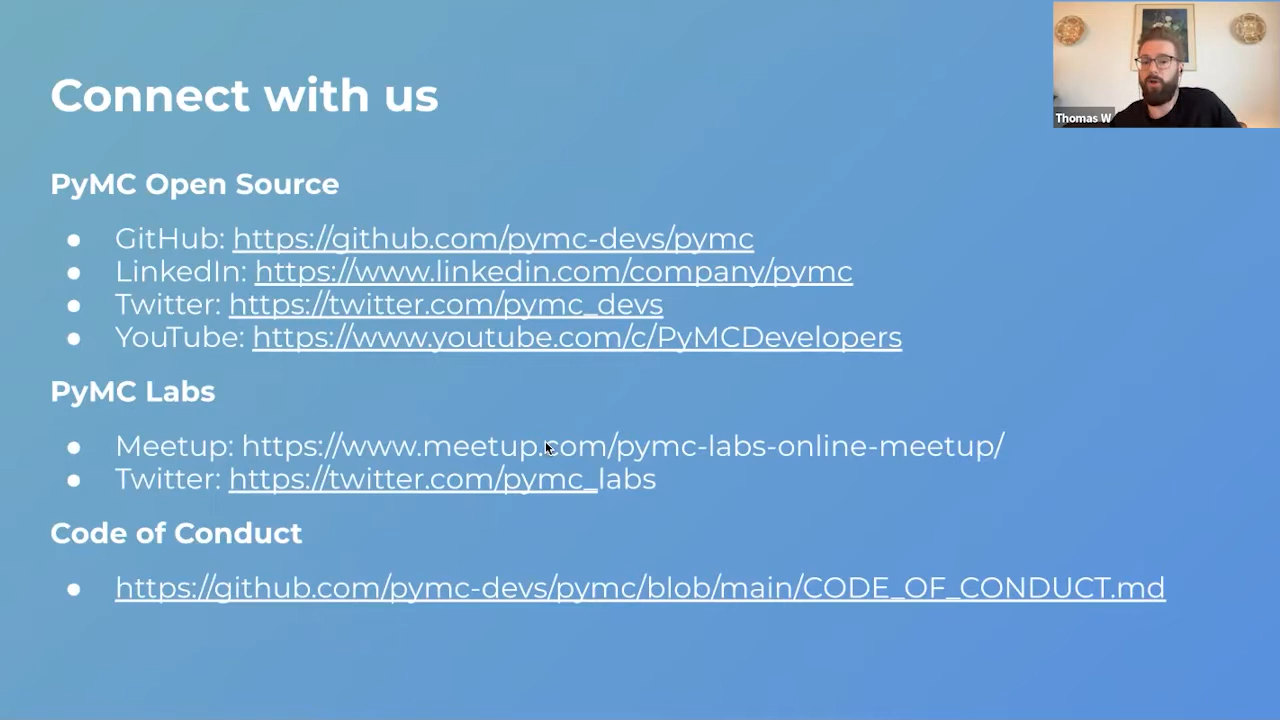 Connect with us
Thomas W
PyMC Open Source
● GitHub: https://github.com/pymc-devs/pymc
● LinkedIn: https://www.linkedin.com/company/pymc
● Twitter: https://twitter.com/pymc_devs
● YouTube: https://www.youtube.com/c/PyMCDevelopers
PyMC Labs
● Meetup: https://www.meetup.com/pymc-labs-online-meetup/
● Twitter: https://twitter.com/pymc_labs
Code of Conduct
● https://github.com/pymc-devs/pymc/blob/main/CODE_OF_CONDUCT.md